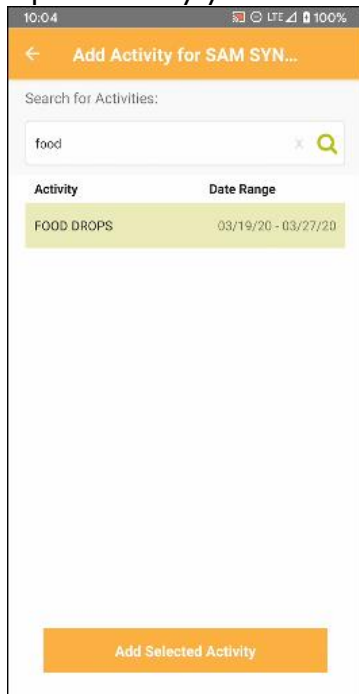 10:04 LTE 100%
Add Activity for SAM SYN...
Search for Activities:
food x
Activity Date Range
FOOD DROPS 03/19/20 - 03/27/20
Add Selected Activity